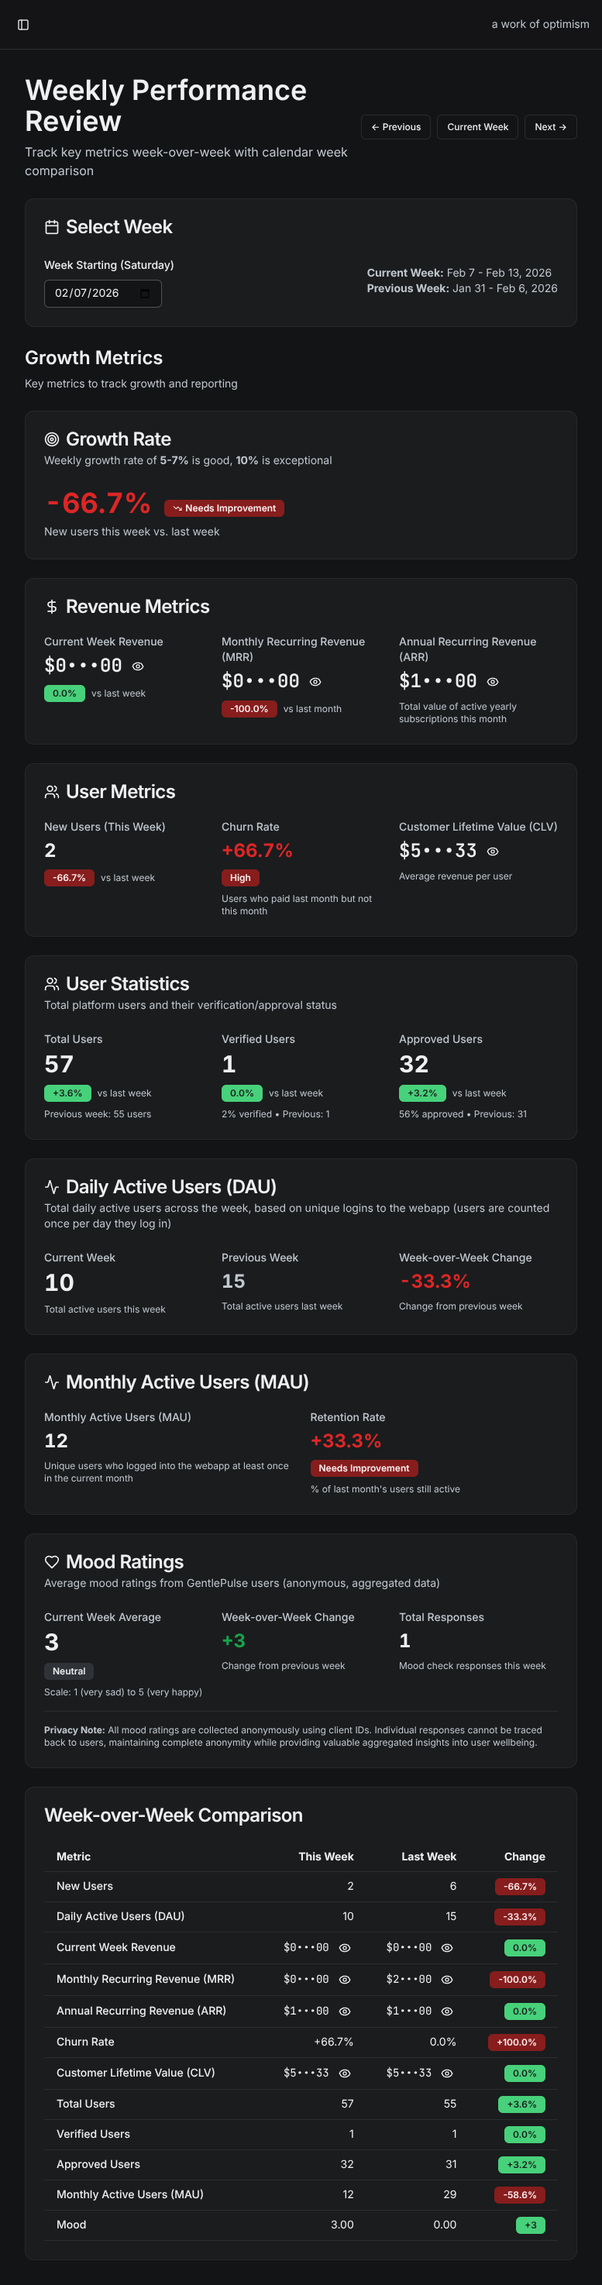 a work of optimism
Weekly Performance
Review
← Previous
Current Week
Next →
Track key metrics week-over-week with calendar week
comparison
Select Week
Week Starting (Saturday)
02/07/2026
Current Week: Feb 7 - Feb 13, 2026
Previous Week: Jan 31 - Feb 6, 2026
Growth Metrics
Key metrics to track growth and reporting
Growth Rate
Weekly growth rate of 5-7% is good, 10% is exceptional
-66.7% Needs Improvement
New users this week vs. last week
Revenue Metrics
Current Week Revenue
$0•••00
0.0% vs last week
Monthly Recurring Revenue
(MRR)
$0•••00
-100.0% vs last month
Annual Recurring Revenue
(ARR)
$1•••00
Total value of active yearly
subscriptions this month
User Metrics
New Users (This Week)
2
-66.7% vs last week
Churn Rate
+66.7%
High
Users who paid last month but not
this month
Customer Lifetime Value (CLV)
$5•••33
Average revenue per user
User Statistics
Total platform users and their verification/approval status
Total Users
57
+3.6% vs last week
Previous week: 55 users
Verified Users
1
0.0% vs last week
2% verified • Previous: 1
Approved Users
32
+3.2% vs last week
56% approved • Previous: 31
Daily Active Users (DAU)
Total daily active users across the week, based on unique logins to the webapp (users are counted
once per day they log in)
Current Week
10
Total active users this week
Previous Week
15
Total active users last week
Week-over-Week Change
-33.3%
Change from previous week
Monthly Active Users (MAU)
Monthly Active Users (MAU)
12
Unique users who logged into the webapp at least once
in the current month
Retention Rate
+33.3%
Needs Improvement
% of last month's users still active
Mood Ratings
Average mood ratings from GentlePulse users (anonymous, aggregated data)
Current Week Average
3
Neutral
Scale: 1 (very sad) to 5 (very happy)
Week-over-Week Change
+3
Change from previous week
Total Responses
1
Mood check responses this week
Privacy Note: All mood ratings are collected anonymously using client IDs. Individual responses cannot be traced
back to users, maintaining complete anonymity while providing valuable aggregated insights into user wellbeing.
Week-over-Week Comparison
Metric This Week Last Week Change
New Users 2 6 -66.7%
Daily Active Users (DAU) 10 15 -33.3%
Current Week Revenue $0•••00 $0•••00 0.0%
Monthly Recurring Revenue (MRR) $0•••00 $2•••00 -100.0%
Annual Recurring Revenue (ARR) $1•••00 $1•••00 0.0%
Churn Rate +66.7% 0.0% +100.0%
Customer Lifetime Value (CLV) $5•••33 $5•••33 0.0%
Total Users 57 55 +3.6%
Verified Users 1 1 0.0%
Approved Users 32 31 +3.2%
Monthly Active Users (MAU) 12 29 -58.6%
Mood 3.00 0.00 +3